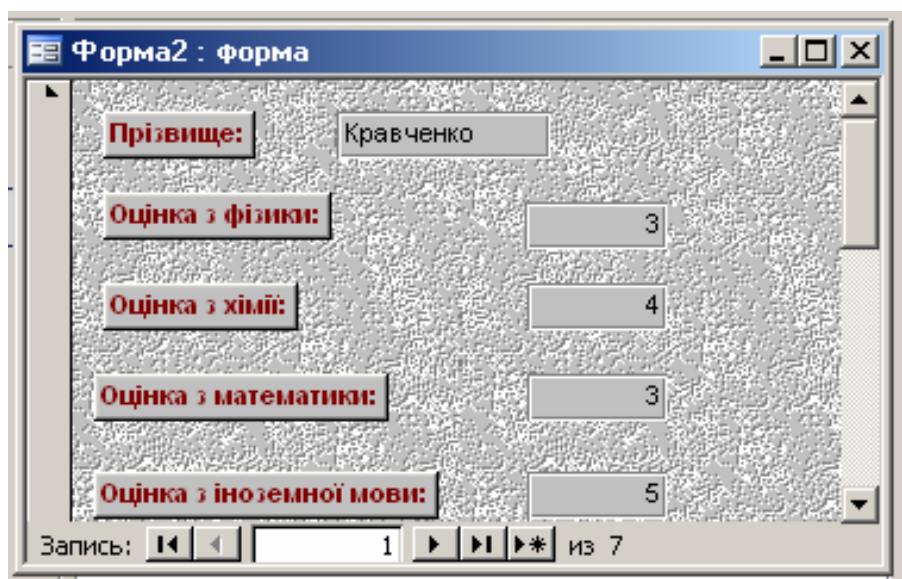 Форма2 : форма
Прізвище: Кравченко
Оцінка з фізики: 3
Оцінка з хімії: 4
Оцінка з математики: 3
Оцінка з іноземної мови: 5
Запись: 1 из 7